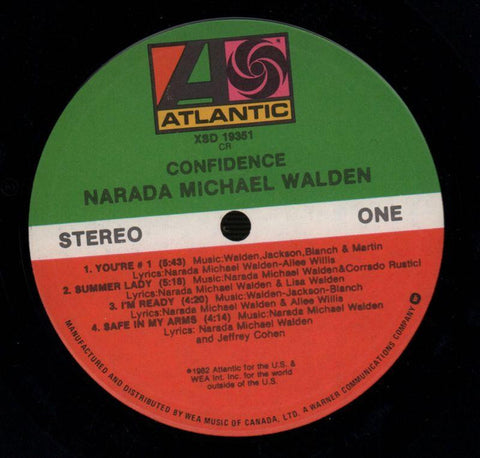 ATLANTIC
XSD 19351
CR
CONFIDENCE
NARADA MICHAEL WALDEN
STEREO
ONE
1. YOU'RE # 1 (5:43) Music:Walden,Jackson,Blanch & Martin
Lyrics:Narada Michael Walden-Allee Willis
2. SUMMER LADY (5:15) Music:Narada Michael Walden&Corrado Rustici
Lyrics:Narada Michael Walden & Lisa Walden
3. I'M READY (4:20) Music:Walden-Jackson-Blanch
Lyrics:Narada Michael Walden & Allee Willis
4. SAFE IN MY ARMS (4:14) Music:Narada Michael Walden
Lyrics: Narada Michael Walden
and Jeffrey Cohen
℗1982 Atlantic for the U.S. &
WEA Int. Inc. for the world
outside of the U.S.
MANUFACTURED AND DISTRIBUTED BY WEA MUSIC OF CANADA, LTD. A WARNER COMMUNICATIONS COMPANY